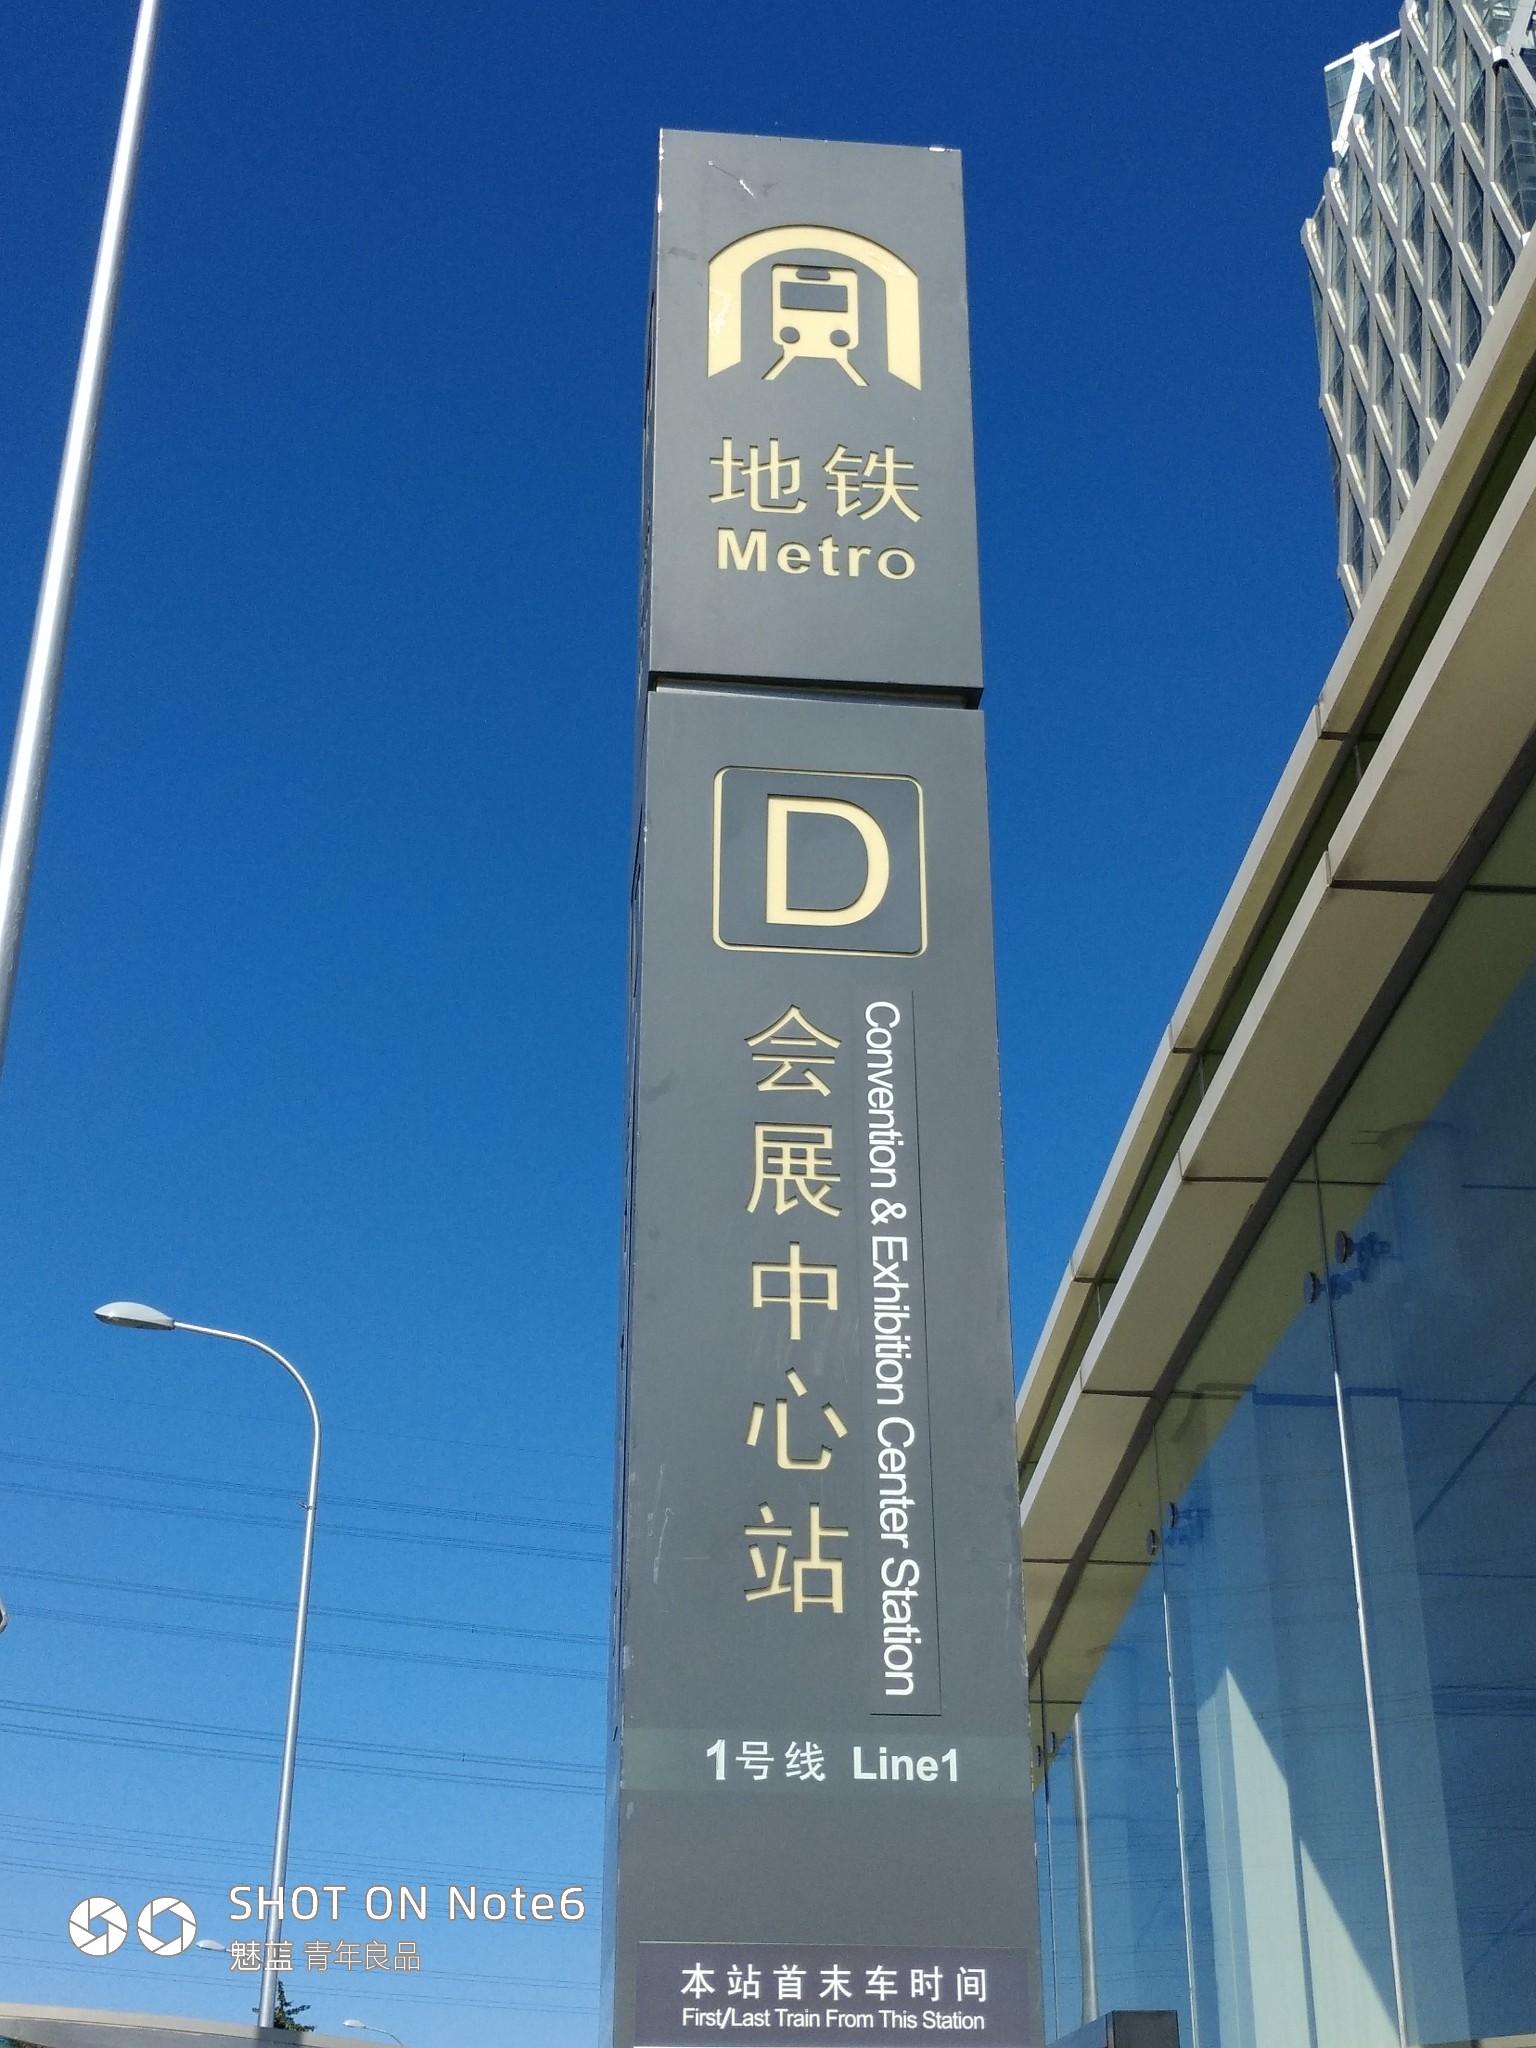 地铁
Metro
D
会展中心站
Convention & Exhibition Center Station
1号线 Line1
本站首末车时间
First/Last Train From This Station
SHOT ON Note6
魅蓝 青年良品